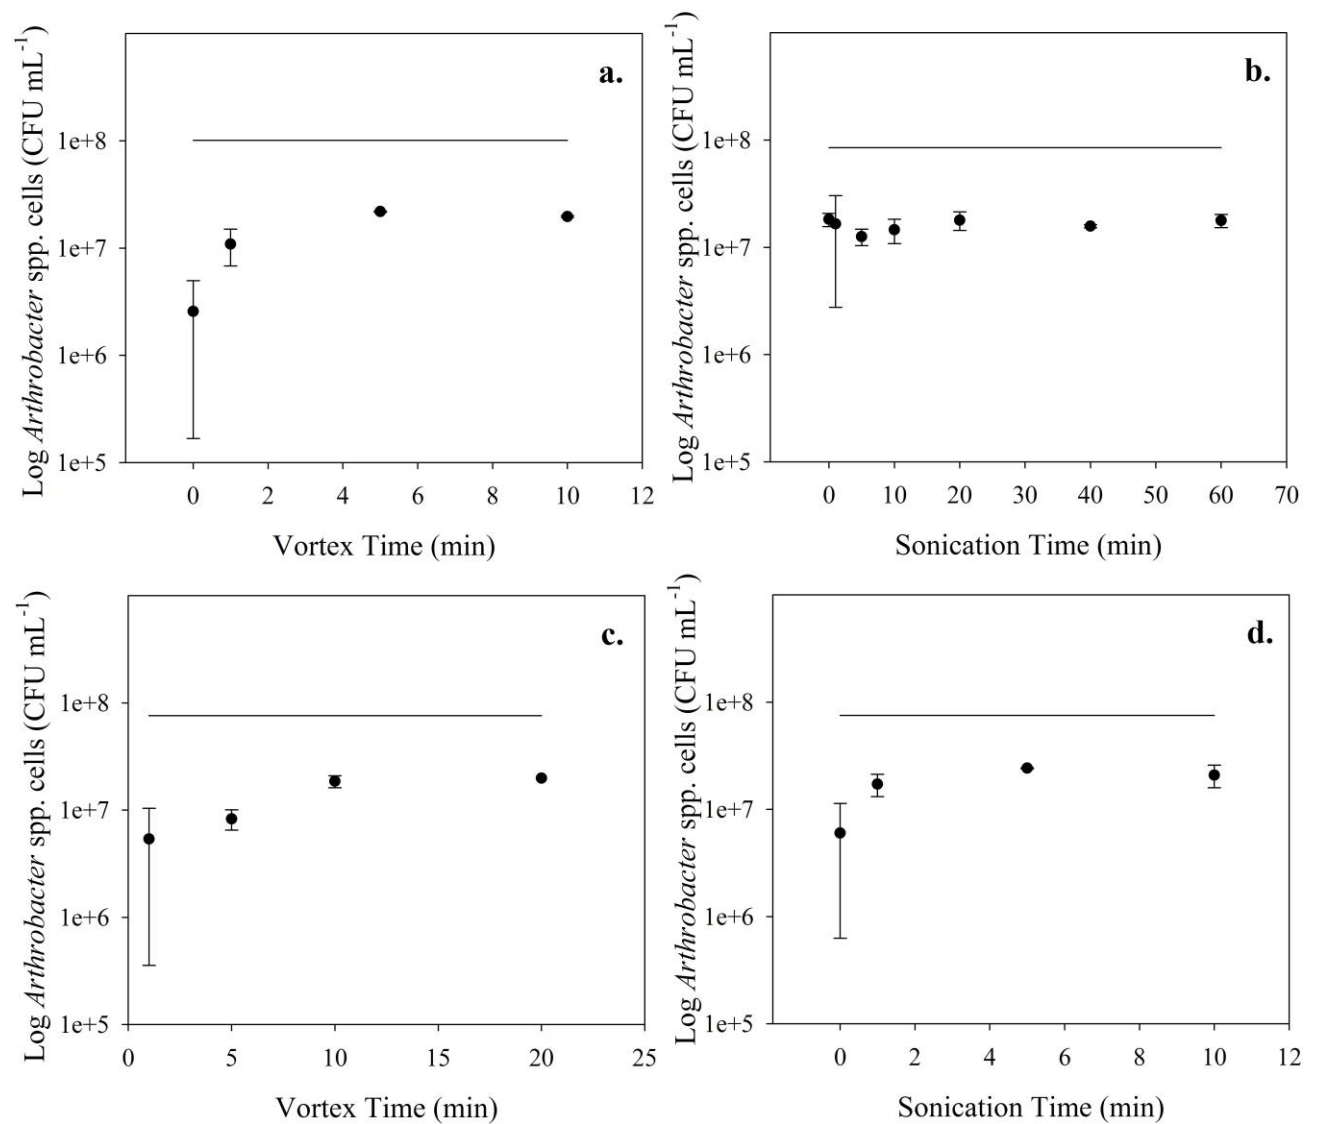 a.
Log Arthrobacter spp. cells (CFU mL-1)
1e+8
1e+7
1e+6
1e+5
0 2 4 6 8 10 12
Vortex Time (min)
b.
Log Arthrobacter spp. cells (CFU mL-1)
1e+8
1e+7
1e+6
1e+5
0 10 20 30 40 50 60 70
Sonication Time (min)
c.
Log Arthrobacter spp. cells (CFU mL-1)
1e+8
1e+7
1e+6
1e+5
0 5 10 15 20 25
Vortex Time (min)
d.
Log Arthrobacter spp. cells (CFU mL-1)
1e+8
1e+7
1e+6
1e+5
0 2 4 6 8 10 12
Sonication Time (min)